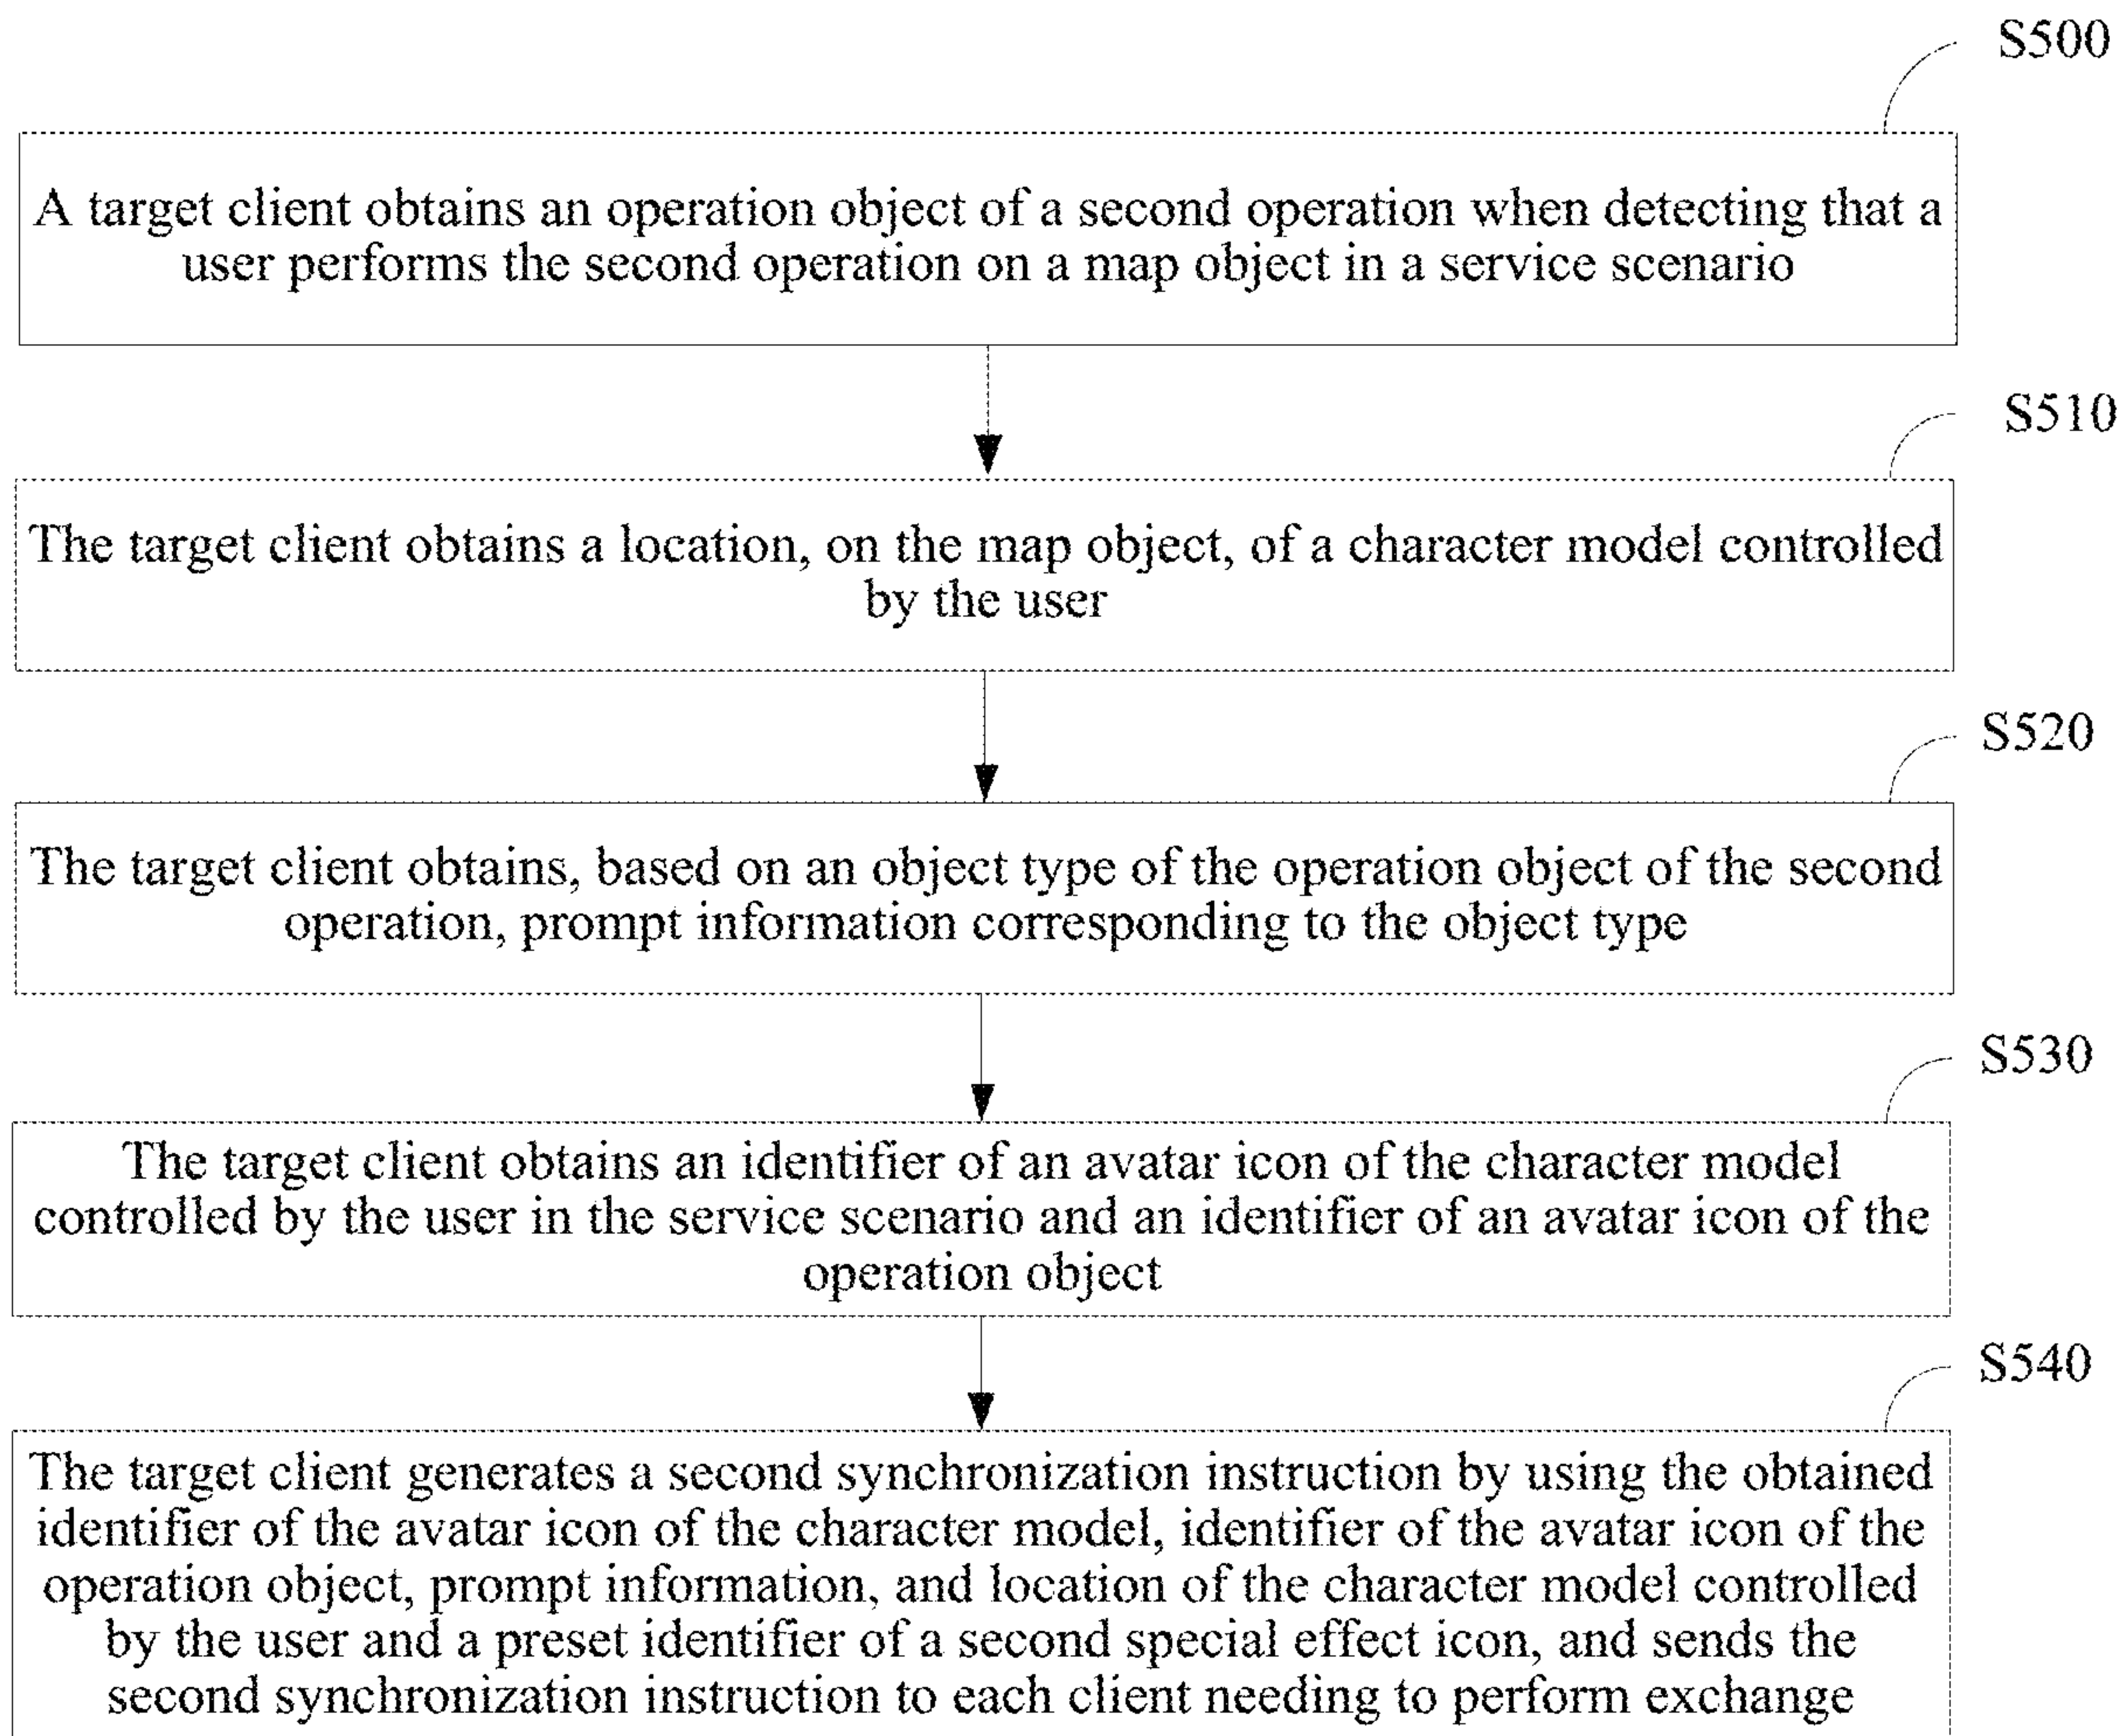 S500
A target client obtains an operation object of a second operation when detecting that a
user performs the second operation on a map object in a service scenario
S510
The target client obtains a location, on the map object, of a character model controlled
by the user
S520
The target client obtains, based on an object type of the operation object of the second
operation, prompt information corresponding to the object type
S530
The target client obtains an identifier of an avatar icon of the character model
controlled by the user in the service scenario and an identifier of an avatar icon of the
operation object
S540
The target client generates a second synchronization instruction by using the obtained
identifier of the avatar icon of the character model, identifier of the avatar icon of the
operation object, prompt information, and location of the character model controlled
by the user and a preset identifier of a second special effect icon, and sends the
second synchronization instruction to each client needing to perform exchange